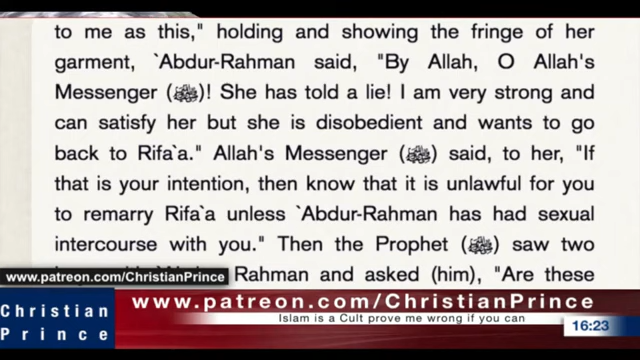 to me as this," holding and showing the fringe of her
garment, `Abdur-Rahman said, "By Allah, O Allah's
Messenger (ﷺ)! She has told a lie! I am very strong and
can satisfy her but she is disobedient and wants to go
back to Rifa`a." Allah's Messenger (ﷺ) said, to her, "If
that is your intention, then know that it is unlawful for you
to remarry Rifa`a unless `Abdur-Rahman has had sexual
intercourse with you." Then the Prophet (ﷺ) saw two
Rahman and asked (him), "Are these
www.patreon.com/ChristianPrince
Christian
Prince
www.patreon.com/ChristianPrince
Islam is a Cult prove me wrong if you can
16:23